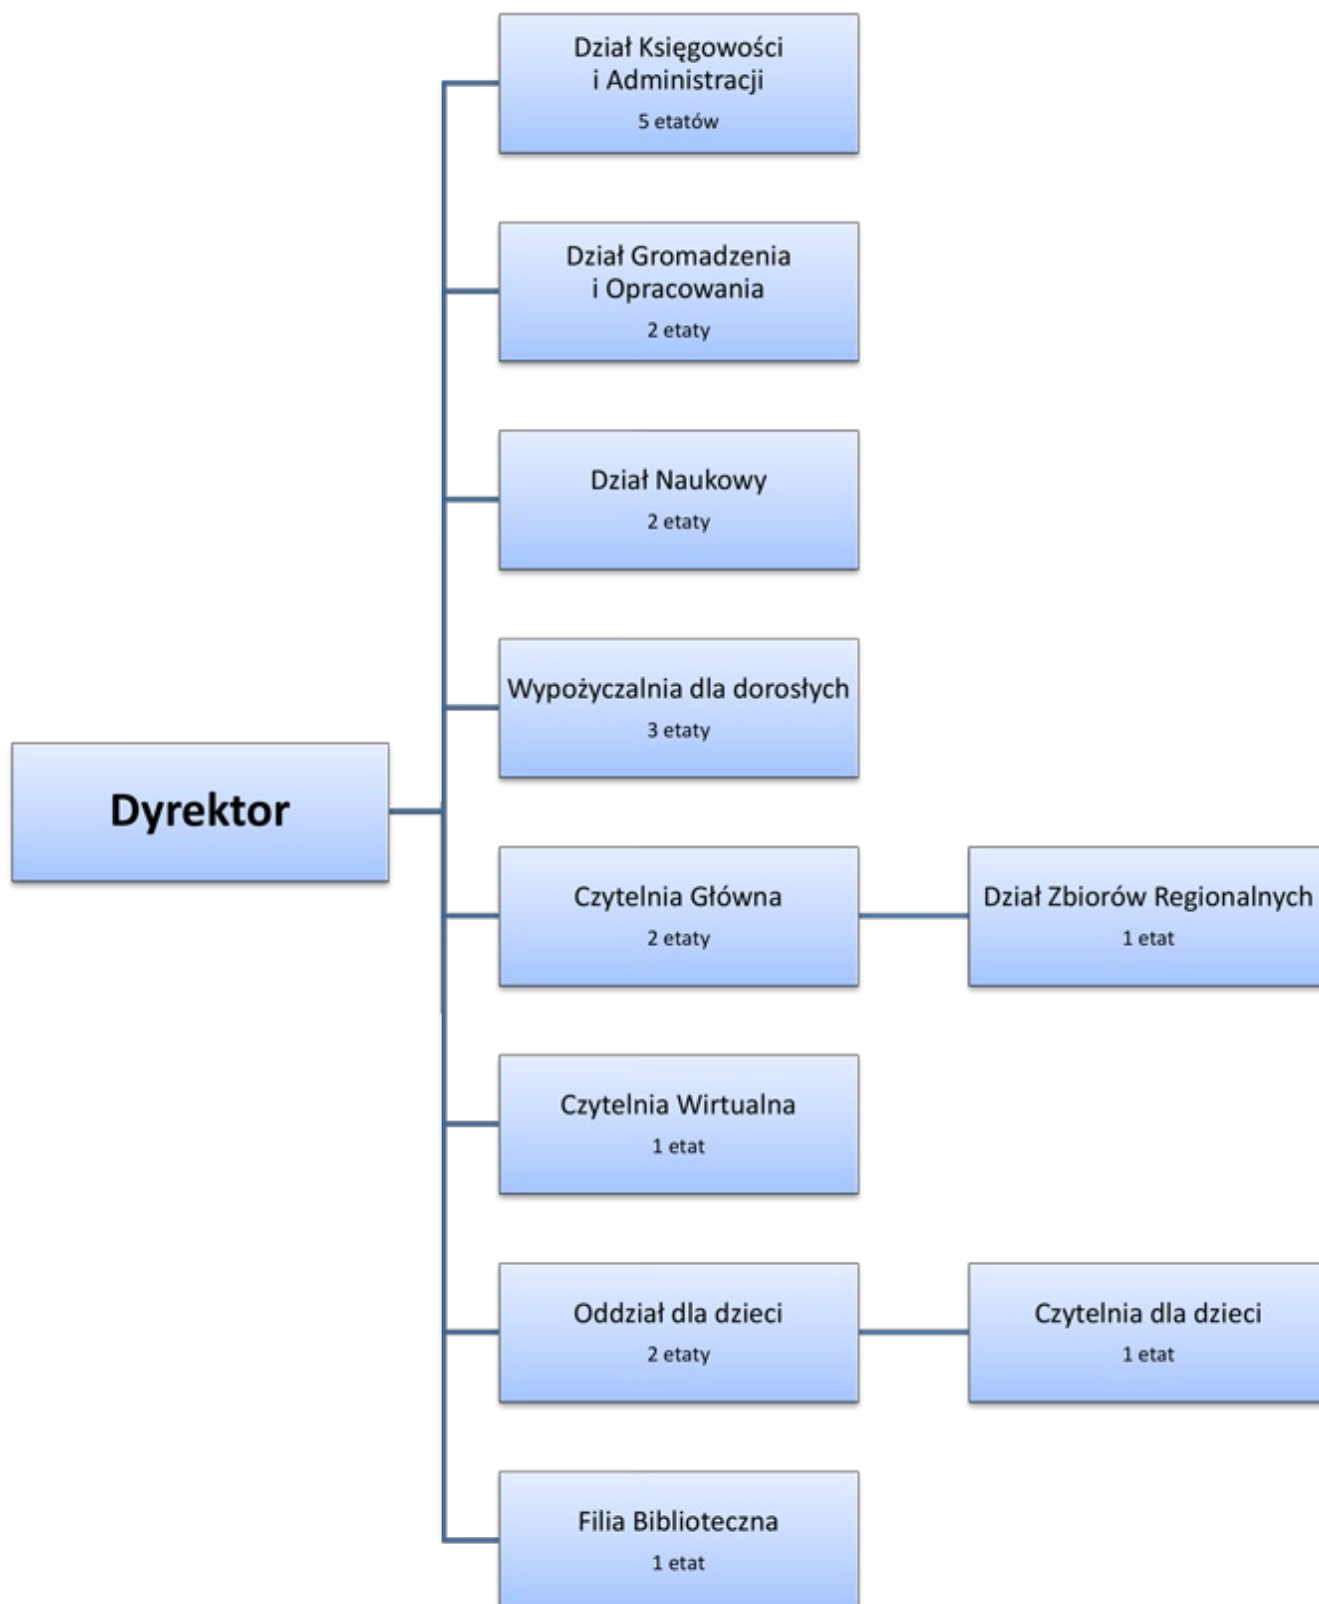 Dział Księgowości
i Administracji
5 etatów
Dział Gromadzenia
i Opracowania
2 etaty
Dział Naukowy
2 etaty
Wypożyczalnia dla dorosłych
3 etaty
Dyrektor
Czytelnia Główna
2 etaty
Dział Zbiorów Regionalnych
1 etat
Czytelnia Wirtualna
1 etat
Oddział dla dzieci
2 etaty
Czytelnia dla dzieci
1 etat
Filia Biblioteczna
1 etat